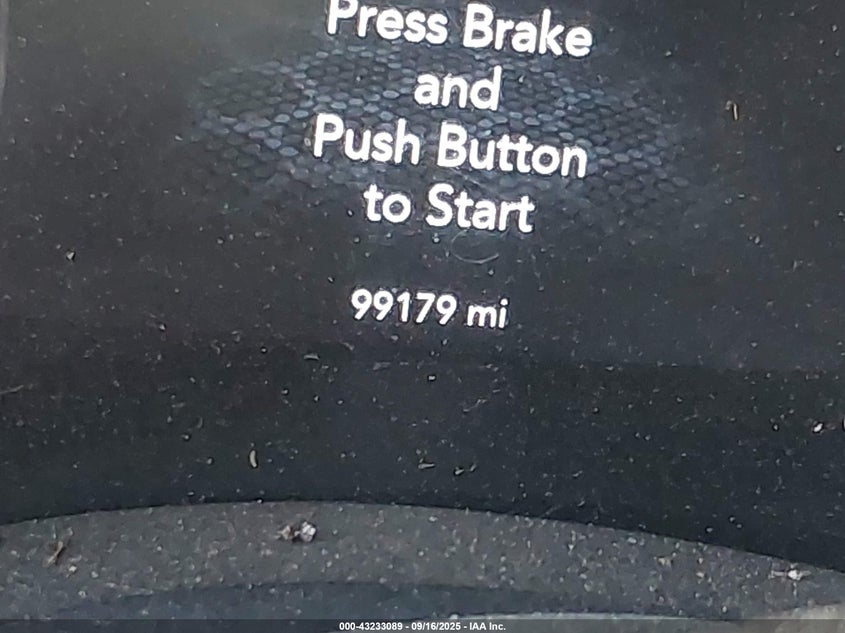 Press Brake
and
Push Button
to Start
99179 mi
000-43233089 - 09/16/2025 - IAA Inc.